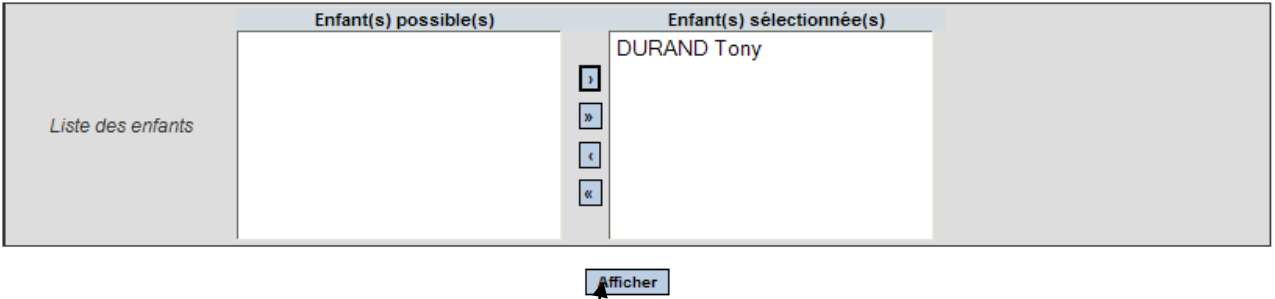 Enfant(s) possible(s) Enfant(s) sélectionnée(s)
DURAND Tony
›
»
Liste des enfants
‹
«
Afficher